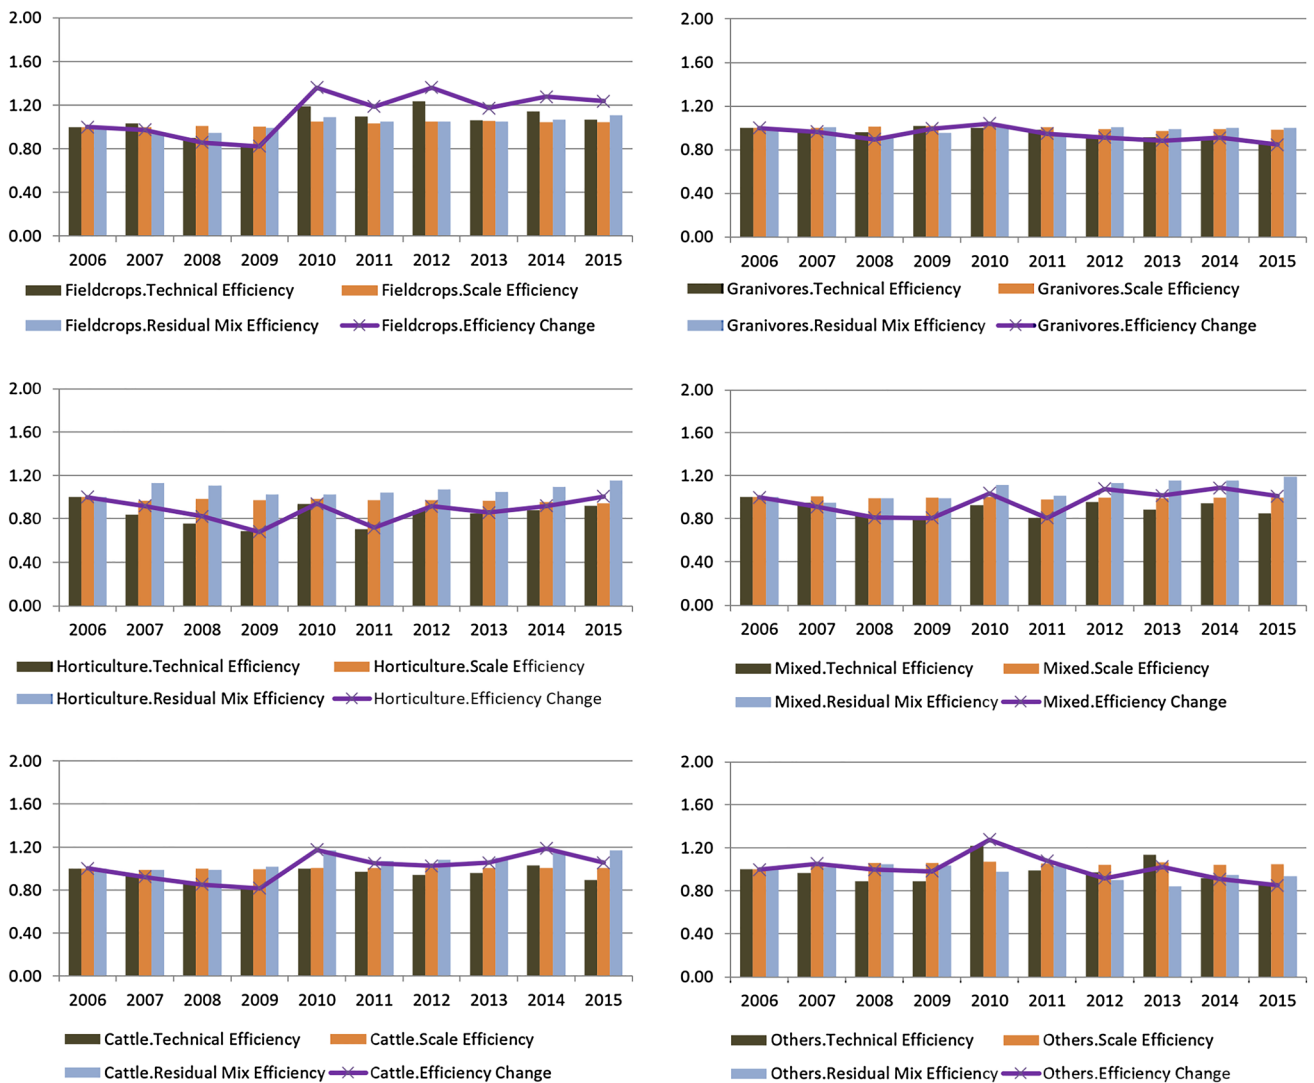 2.00
1.60
1.20
0.80
0.40
0.00
2006 2007 2008 2009 2010 2011 2012 2013 2014 2015
Fieldcrops.Technical Efficiency Fieldcrops.Scale Efficiency
Fieldcrops.Residual Mix Efficiency Fieldcrops.Efficiency Change
2.00
1.60
1.20
0.80
0.40
0.00
2006 2007 2008 2009 2010 2011 2012 2013 2014 2015
Granivores.Technical Efficiency Granivores.Scale Efficiency
Granivores.Residual Mix Efficiency Granivores.Efficiency Change
2.00
1.60
1.20
0.80
0.40
0.00
2006 2007 2008 2009 2010 2011 2012 2013 2014 2015
Horticulture.Technical Efficiency Horticulture.Scale Efficiency
Horticulture.Residual Mix Efficiency Horticulture.Efficiency Change
2.00
1.60
1.20
0.80
0.40
0.00
2006 2007 2008 2009 2010 2011 2012 2013 2014 2015
Mixed.Technical Efficiency Mixed.Scale Efficiency
Mixed.Residual Mix Efficiency Mixed.Efficiency Change
2.00
1.60
1.20
0.80
0.40
0.00
2006 2007 2008 2009 2010 2011 2012 2013 2014 2015
Cattle.Technical Efficiency Cattle.Scale Efficiency
Cattle.Residual Mix Efficiency Cattle.Efficiency Change
2.00
1.60
1.20
0.80
0.40
0.00
2006 2007 2008 2009 2010 2011 2012 2013 2014 2015
Others.Technical Efficiency Others.Scale Efficiency
Others.Residual Mix Efficiency Others.Efficiency Change